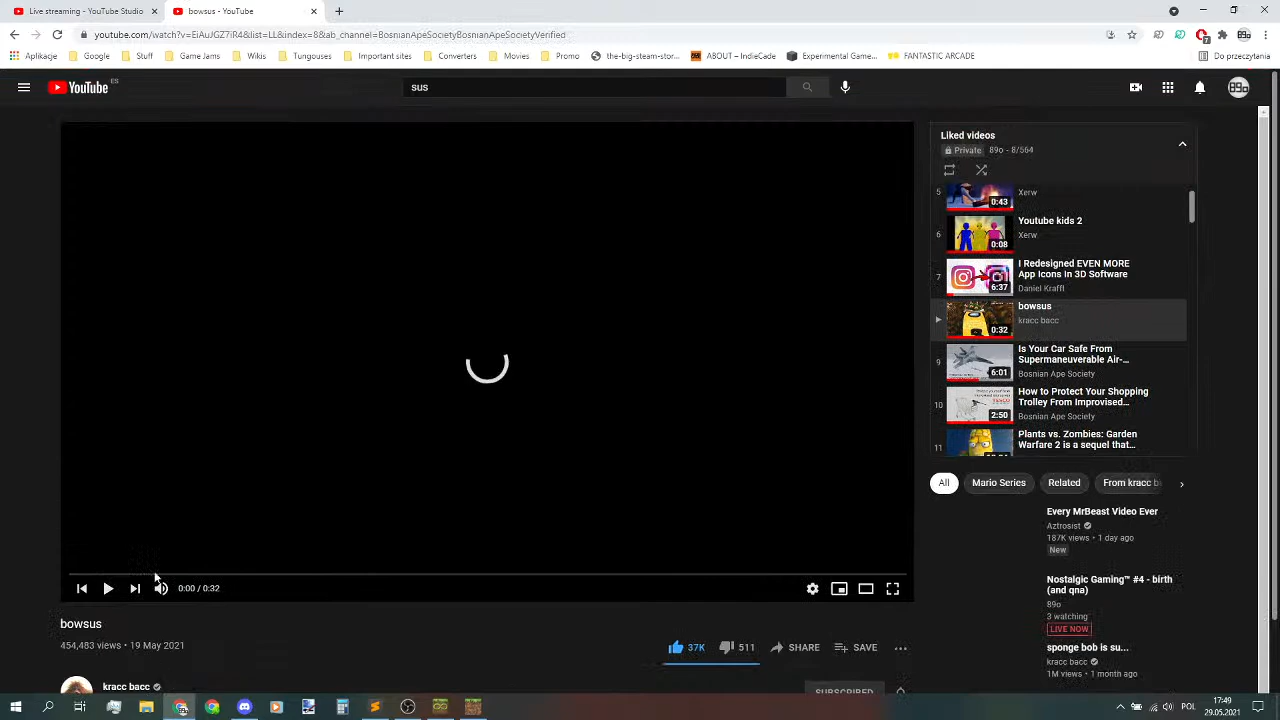 Live streaming - YouTube Studio
bowsus - YouTube
youtube.com/watch?v=EiAuJGZ7iR4&list=LL&index=8&ab_channel=BosnianApeSocietyBosnianApeSocietyVerified
Aplikacje
Google
Game Jams
Wikis
Tungouses
Important sites
Converters
Movies
Promo
the-big-steam-stor...
ABOUT – IndieCade
Experimental Game...
FANTASTIC ARCADE
Do przeczytania
YouTube ES
sus
Liked videos
Private 89o - 8/564
5 Xerw
0:43
Youtube kids 2
6 Xerw
0:08
I Redesigned EVEN MORE
7 App Icons In 3D Software
Daniel Kraffl
6:37
bowsus
kracc bacc
0:32
Is Your Car Safe From
9 Supermaneuverable Air-...
Bosnian Ape Society
6:01
How to Protect Your Shopping
10 Trolley From Improvised...
TESCO
Bosnian Ape Society
2:50
Plants vs. Zombies: Garden
11 Warfare 2 is a sequel that...
All
Mario Series
Related
From kracc b
Every MrBeast Video Ever
Aztrosist
187K views • 1 day ago
New
Nostalgic Gaming™ #4 - birth
(and qna)
89o
3 watching
LIVE NOW
sponge bob is su...
kracc bacc
1M views • 1 month ago
0:00 / 0:32
bowsus
454,483 views • 19 May 2021
37K
511
SHARE
SAVE
kracc bacc
SUBSCRIBED
POL
17:49
29.05.2021